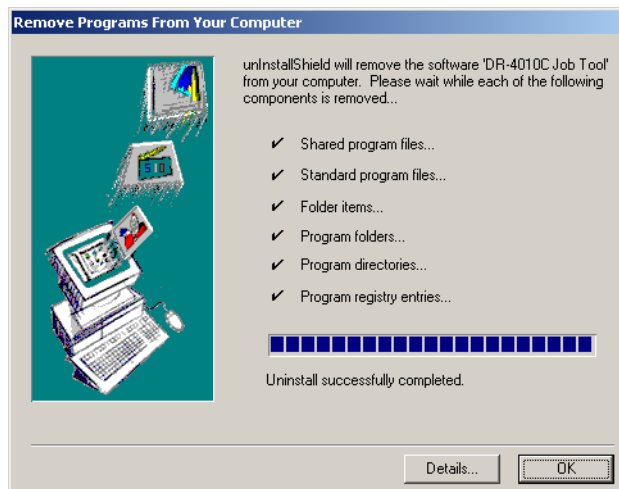 Remove Programs From Your Computer
unInstallShield will remove the software 'DR-4010C Job Tool'
from your computer.  Please wait while each of the following
components is removed...
Shared program files...
Standard program files...
Folder items...
Program folders...
Program directories...
Program registry entries...
Uninstall successfully completed.
Details...
OK